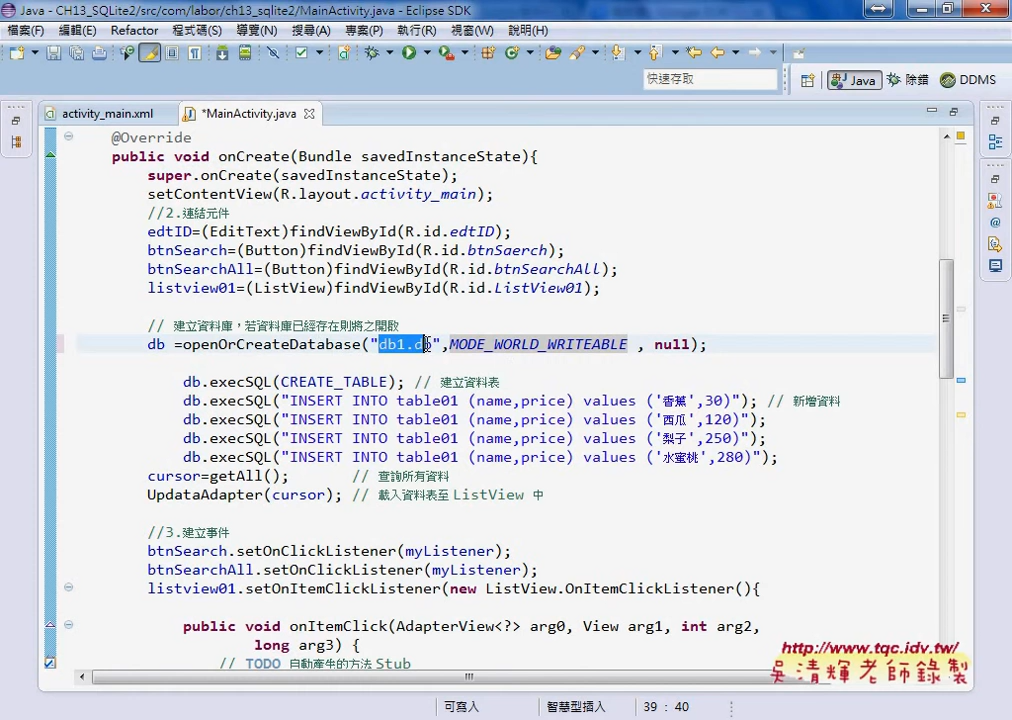 Java - CH13_SQLite2/src/com/labor/ch13_sqlite2/MainActivity.java - Eclipse SDK
檔案(F) 編輯(E) Refactor 程式碼(S) 導覽(N) 搜尋(A) 專案(P) 執行(R) 視窗(W) 說明(H)
快速存取
Java 除錯 DDMS
activity_main.xml *MainActivity.java
@Override
public void onCreate(Bundle savedInstanceState){
super.onCreate(savedInstanceState);
setContentView(R.layout.activity_main);
//2.連結元件
edtID=(EditText)findViewById(R.id.edtID);
btnSearch=(Button)findViewById(R.id.btnSaerch);
btnSearchAll=(Button)findViewById(R.id.btnSearchAll);
listview01=(ListView)findViewById(R.id.ListView01);
// 建立資料庫，若資料庫已經存在則將之開啟
db =openOrCreateDatabase("db1.db",MODE_WORLD_WRITEABLE , null);
db.execSQL(CREATE_TABLE); // 建立資料表
db.execSQL("INSERT INTO table01 (name,price) values ('香蕉',30)"); // 新增資料
db.execSQL("INSERT INTO table01 (name,price) values ('西瓜',120)");
db.execSQL("INSERT INTO table01 (name,price) values ('梨子',250)");
db.execSQL("INSERT INTO table01 (name,price) values ('水蜜桃',280)");
cursor=getAll(); // 查詢所有資料
UpdataAdapter(cursor); // 載入資料表至 ListView 中
//3.建立事件
btnSearch.setOnClickListener(myListener);
btnSearchAll.setOnClickListener(myListener);
listview01.setOnItemClickListener(new ListView.OnItemClickListener(){
public void onItemClick(AdapterView<?> arg0, View arg1, int arg2,
long arg3) {
// TODO 自動產生的方法 Stub
http://www.tqc.idv.tw/
吳清輝老師錄製
可寫入 智慧型插入 39 : 40